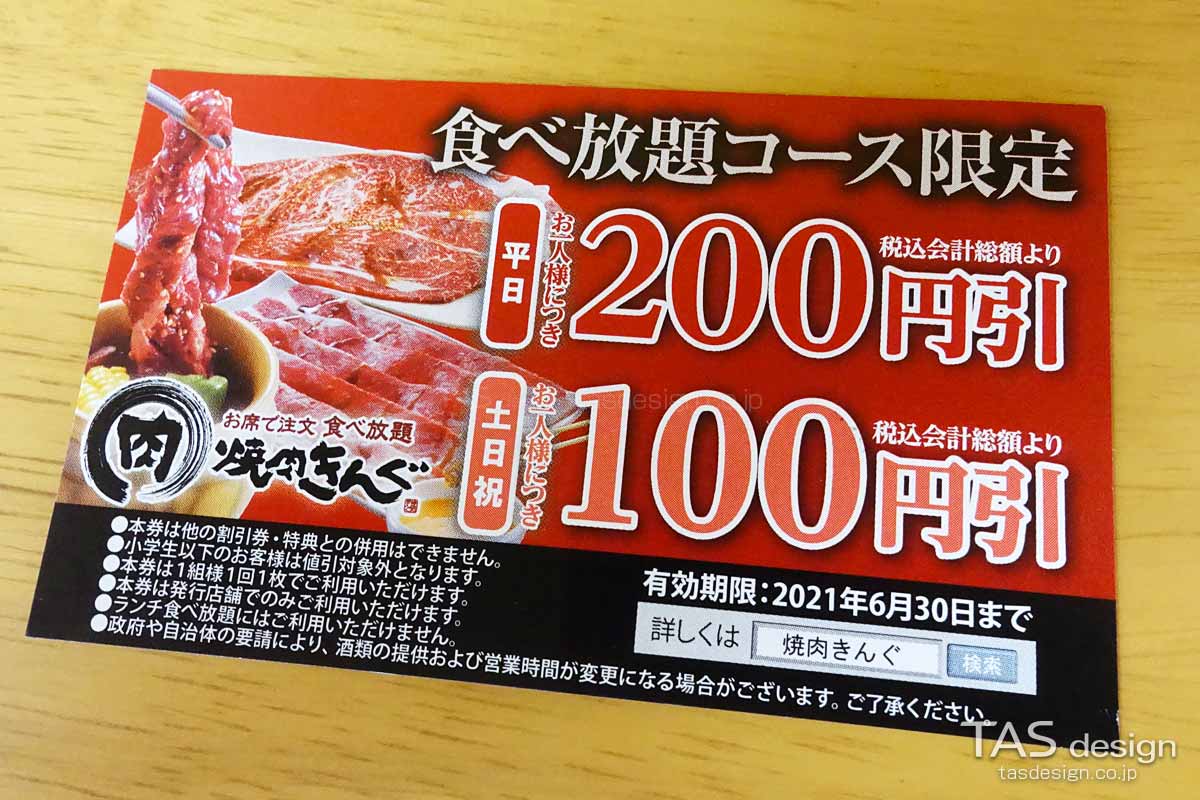 食べ放題コース限定
平日
お一人様につき
税込会計総額より
200円引
土日祝
お一人様につき
税込会計総額より
100円引
肉
お席で注文 食べ放題
焼肉きんぐ
●本券は他の割引券・特典との併用はできません。
●小学生以下のお客様は値引対象外となります。
●本券は1組様1回1枚でご利用いただけます。
●本券は発行店舗でのみご利用いただけます。
●ランチ食べ放題にはご利用いただけません。
●政府や自治体の要請により、酒類の提供および営業時間が変更になる場合がございます。ご了承ください。
有効期限:2021年6月30日まで
詳しくは 焼肉きんぐ 検索
TAS design
tasdesign.co.jp